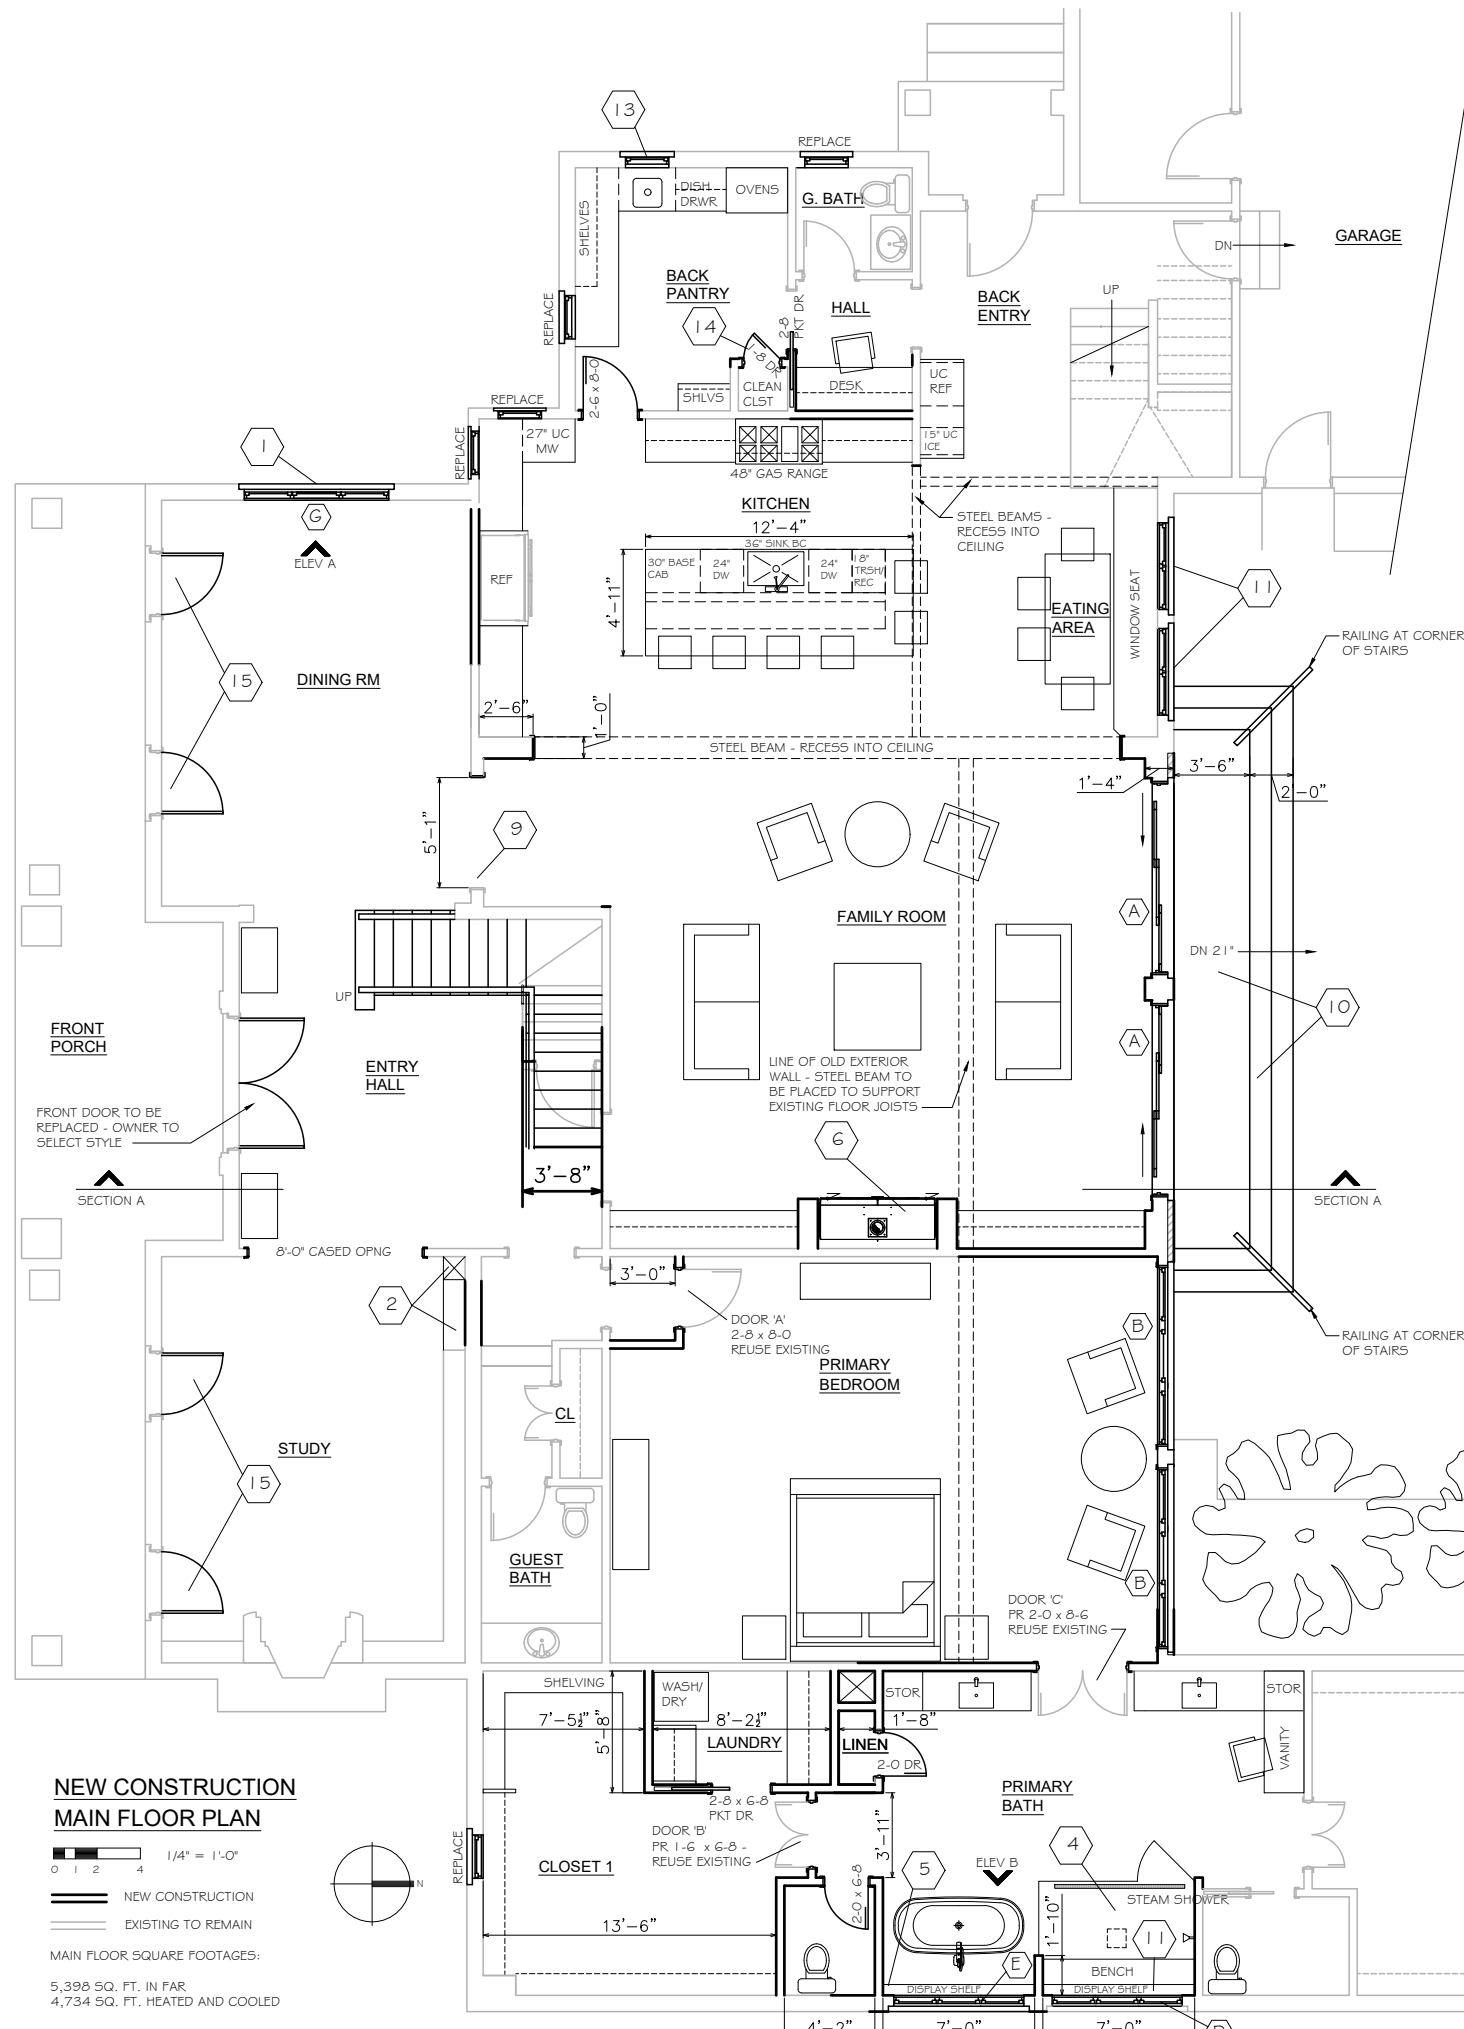 13
REPLACE
DISH
DRWR
OVENS
G. BATH
SHELVES
DN
GARAGE
BACK
PANTRY
UP
BACK
ENTRY
HALL
2-8
PKT DR
REPLACE
14
1-8 DR
2-6 x 8-0
CLEAN
CLST
DESK
UC
REF
SHLVS
REPLACE
27" UC
MW
15" UC
ICE
REPLACE
1
48" GAS RANGE
KITCHEN
G
ELEV A
12'-4"
36" SINK BC
STEEL BEAMS -
RECESS INTO
CEILING
30" BASE
CAB
24"
DW
24"
DW
18"
TRSH/
REC
REF
4'-11"
11
EATING
AREA
WINDOW SEAT
RAILING AT CORNER
OF STAIRS
15
DINING RM
2'-6"
1'-0"
STEEL BEAM - RECESS INTO CEILING
3'-6"
1'-4"
2'-0"
5'-1"
9
FAMILY ROOM
A
DN 21"
UP
10
FRONT
PORCH
ENTRY
HALL
A
LINE OF OLD EXTERIOR
WALL - STEEL BEAM TO
BE PLACED TO SUPPORT
EXISTING FLOOR JOISTS
FRONT DOOR TO BE
REPLACED - OWNER TO
SELECT STYLE
6
3'-8"
SECTION A
SECTION A
8'-0" CASED OPNG
3'-0"
2
DOOR 'A'
2-8 x 8-0
REUSE EXISTING
B
RAILING AT CORNER
OF STAIRS
PRIMARY
BEDROOM
CL
STUDY
15
GUEST
BATH
B
DOOR 'C'
PR 2-0 x 8-6
REUSE EXISTING
SHELVING
WASH/
DRY
STOR
STOR
7'-5½"
5'-8"
8'-2½"
1'-8"
LAUNDRY
LINEN
2-0 DR
VANITY
NEW CONSTRUCTION
MAIN FLOOR PLAN
PRIMARY
BATH
2-8 x 6-8
PKT DR
DOOR 'B'
PR 1-6 x 6-8 -
REUSE EXISTING
3'-11"
1/4" = 1'-0"
0 1 2 4
REPLACE
CLOSET 1
5
ELEV B
4
N
NEW CONSTRUCTION
2-0 x 6-8
STEAM SHOWER
EXISTING TO REMAIN
13'-6"
1'-10"
11
MAIN FLOOR SQUARE FOOTAGES:
E
BENCH
5,398 SQ. FT. IN FAR
DISPLAY SHELF
DISPLAY SHELF
4,734 SQ. FT. HEATED AND COOLED
4'-2"
7'-0"
7'-0"